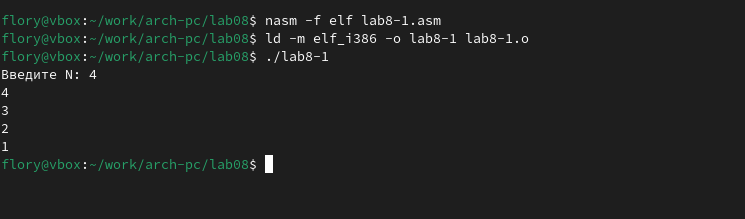 flory@vbox:~/work/arch-pc/lab08$ nasm -f elf lab8-1.asm
flory@vbox:~/work/arch-pc/lab08$ ld -m elf_i386 -o lab8-1 lab8-1.o
flory@vbox:~/work/arch-pc/lab08$ ./lab8-1
Введите N: 4
4
3
2
1
flory@vbox:~/work/arch-pc/lab08$